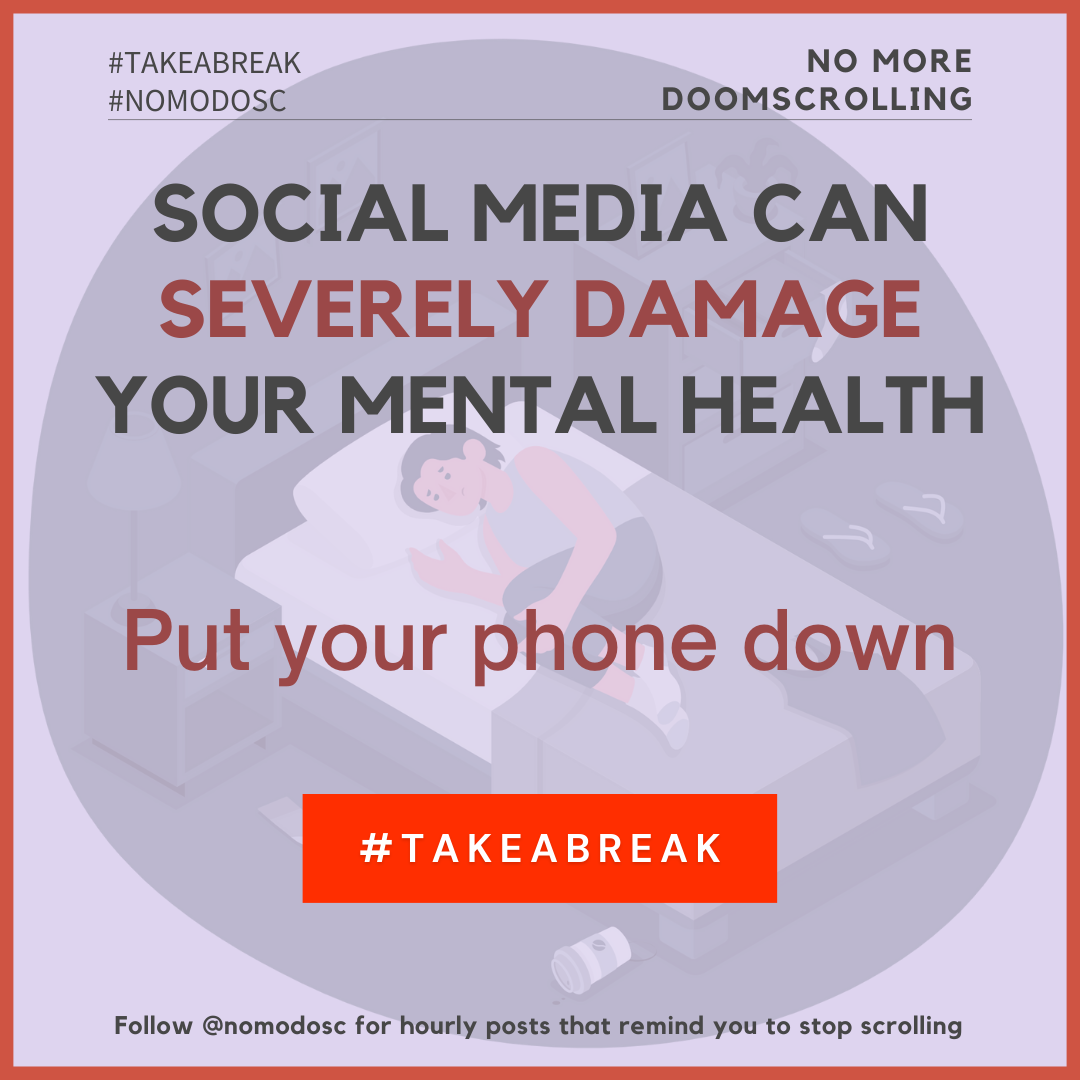 #TAKEABREAK
#NOMODOSC
NO MORE
DOOMSCROLLING
SOCIAL MEDIA CAN
SEVERELY DAMAGE
YOUR MENTAL HEALTH
Put your phone down
#TAKEABREAK
Follow @nomodosc for hourly posts that remind you to stop scrolling